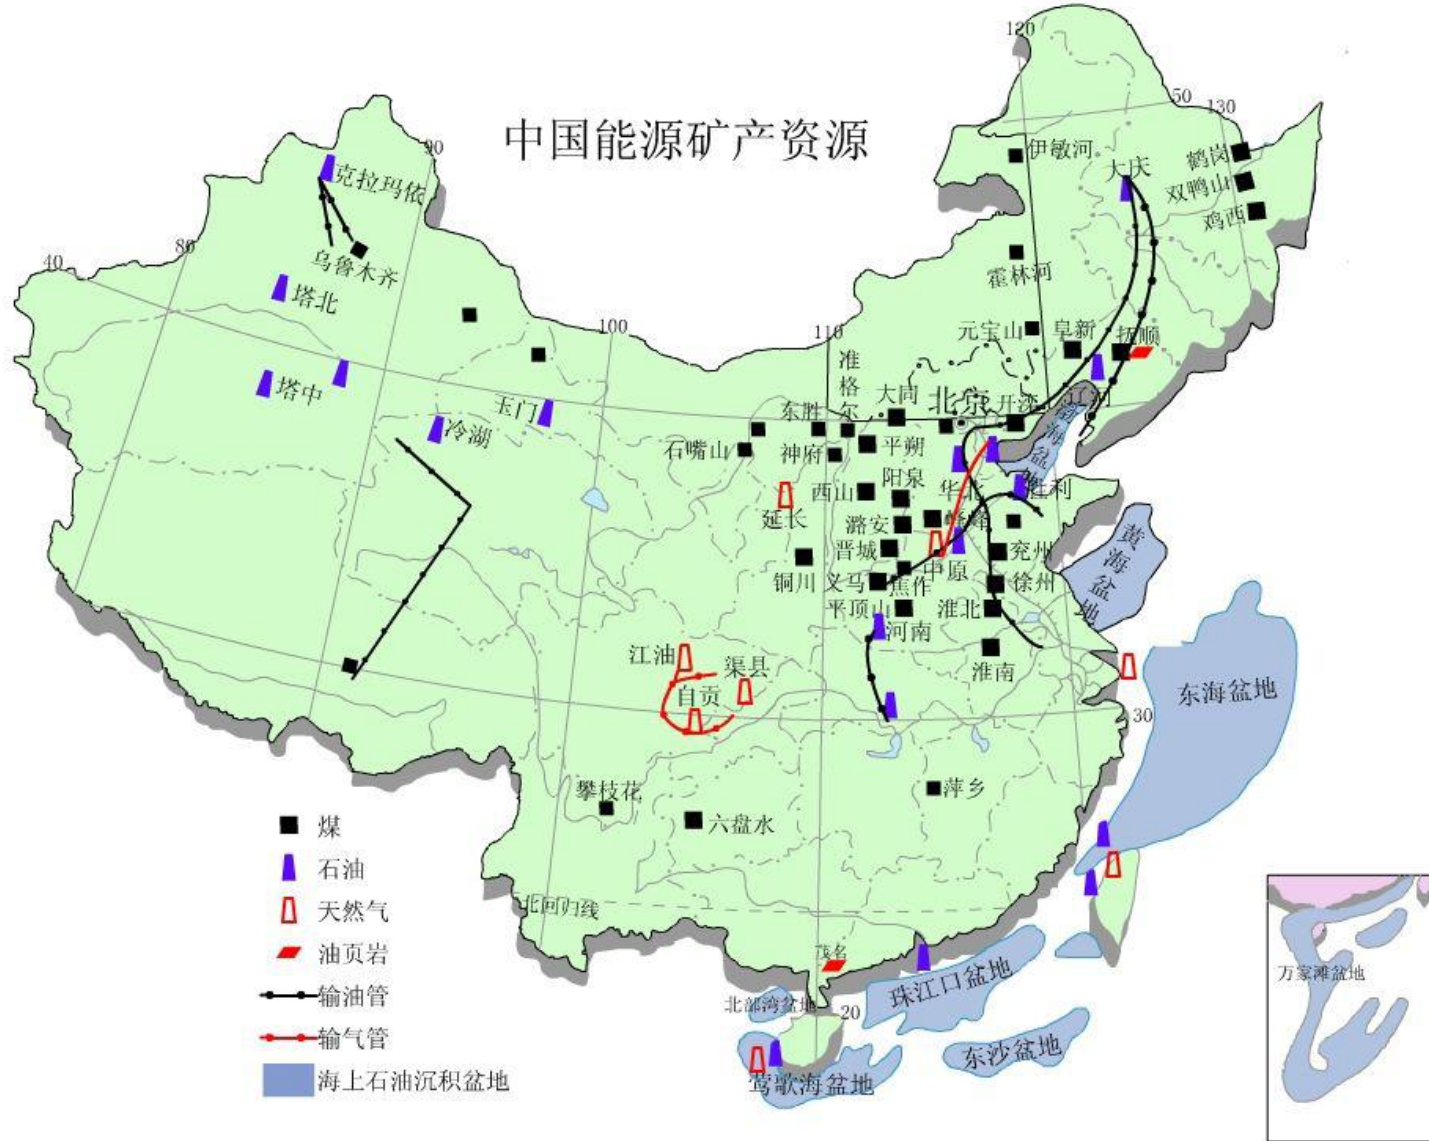 中国能源矿产资源
120
50
130
90
80
40
100
110
20
30
伊敏河
鹤岗
大庆
双鸭山
鸡西
克拉玛依
乌鲁木齐
塔北
霍林河
元宝山
阜新
抚顺
准格尔
塔中
玉门
冷湖
大同
北京
开滦
辽河
东胜
石嘴山
神府
平朔
渤海盆地
西山
阳泉
华北
胜利
延长
潞安
峰峰
黄海盆地
晋城
兖州
铜川
义马
焦作
中原
徐州
平顶山
淮北
河南
江油
渠县
淮南
自贡
东海盆地
攀枝花
萍乡
六盘水
北回归线
茂名
珠江口盆地
北部湾盆地
东沙盆地
莺歌海盆地
万家滩盆地
煤
石油
天然气
油页岩
输油管
输气管
海上石油沉积盆地